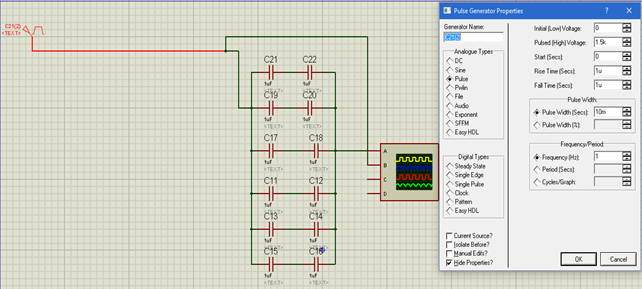 C21(2)
<TEXT>
C21
C22
1uF
1uF
<TEXT>
<TEXT>
C19
C20
1uF
1uF
<TEXT>
<TEXT>
C17
C18
1uF
1uF
<TEXT>
<TEXT>
C11
C12
1uF
1uF
<TEXT>
<TEXT>
C13
C14
1uF
1uF
<TEXT>
<TEXT>
C15
C16
1uF
1uF
<TEXT>
<TEXT>
A
B
C
D
Pulse Generator Properties
Generator Name:
C21(2)
Analogue Types
DC
Sine
Pulse
Pwlin
File
Audio
Exponent
SFFM
Easy HDL
Digital Types
Steady State
Single Edge
Single Pulse
Clock
Pattern
Easy HDL
Current Source?
Isolate Before?
Manual Edits?
Hide Properties?
Initial (Low) Voltage: 0
Pulsed (High) Voltage: 1.5k
Start (Secs): 0
Rise Time (Secs): 1u
Fall Time (Secs): 1u
Pulse Width:
Pulse Width (Secs): 10m
Pulse Width (%):
Frequency/Period:
Frequency (Hz): 1
Period (Secs):
Cycles/Graph:
OK Cancel